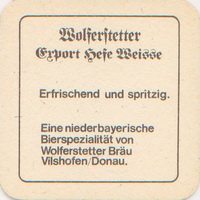 Wolferstetter
Export Hefe Weisse
Erfrischend und spritzig.
Eine niederbayerische
Bierspezialität von
Wolferstetter Bräu
Vilshofen/Donau.